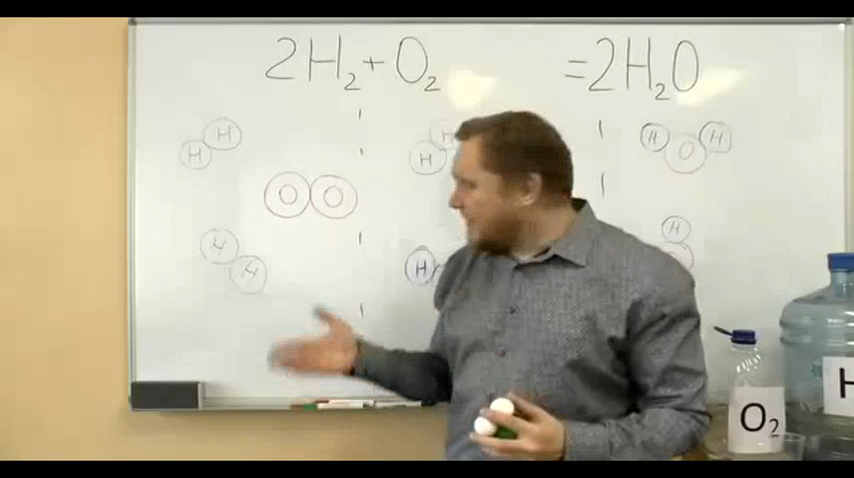 2H₂+O₂ =2H₂O
H H H H H O H
O O
H H H H
O₂ H